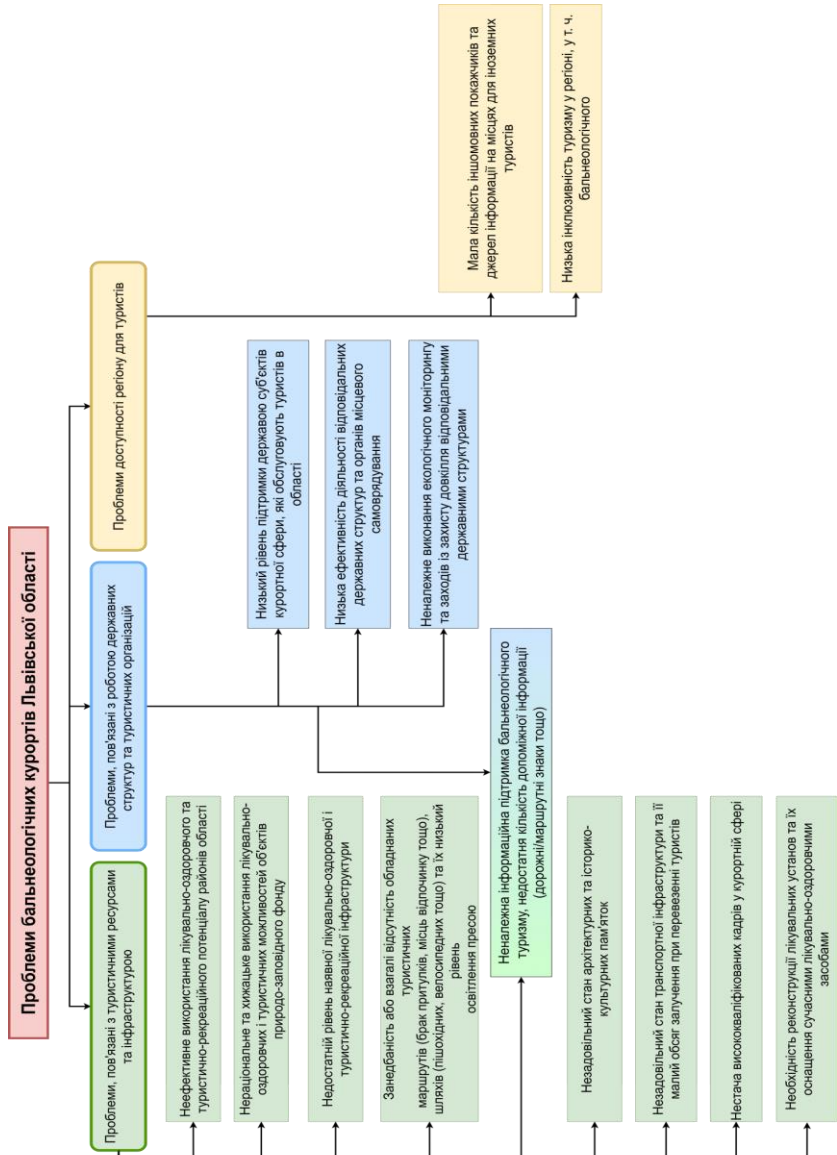 Проблеми бальнеологічних курортів Львівської області
Проблеми, пов'язані з туристичними ресурсами
та інфраструктурою
Проблеми, пов'язані з роботою державних
структур та туристичних організацій
Проблеми доступності регіону для туристів
Неефективне використання лікувально-оздоровчого та
туристично-рекреаційного потенціалу районів області
Нераціональне та хижацьке використання лікувально-
оздоровчих і туристичних можливостей об'єктів
природо-заповідного фонду
Недостатній рівень наявної лікувально-оздоровчої і
туристично-рекреаційної інфраструктури
Занедбаність або взагалі відсутність обладнаних
туристичних
маршрутів (брак притулків, місць відпочинку тощо),
шляхів (пішохідних, велосипедних тощо) та їх низький
рівень
освітлення пресою
Неналежна інформаційна підтримка бальнеологічного
туризму, недостатня кількість допоміжної інформації
(дорожні/маршрутні знаки тощо)
Незадовільний стан архітектурних та історико-
культурних пам'яток
Незадовільний стан транспортної інфраструктури та її
малий обсяг залучення при перевезенні туристів
Нестача висококваліфікованих кадрів у курортній сфері
Необхідність реконструкції лікувальних установ та їх
оснащення сучасними лікувально-оздоровчими
засобами
Низький рівень підтримки державою суб'єктів
курортної сфери, які обслуговують туристів в
області
Низька ефективність діяльності відповідальних
державних структур та органів місцевого
самоврядування
Неналежне виконання екологічного моніторингу
та заходів із захисту довкілля відповідальними
державними структурами
Мала кількість іншомовних покажчиків та
джерел інформації на місцях для іноземних
туристів
Низька інклюзивність туризму у регіоні, у т. ч.
бальнеологічного